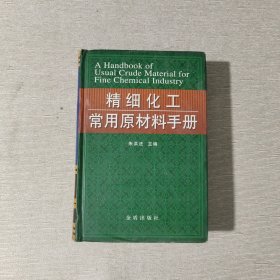 A Handbook of
Usual Crude Material for
Fine Chemical Industry
精细化工
常用原材料手册
主编
金盾出版社